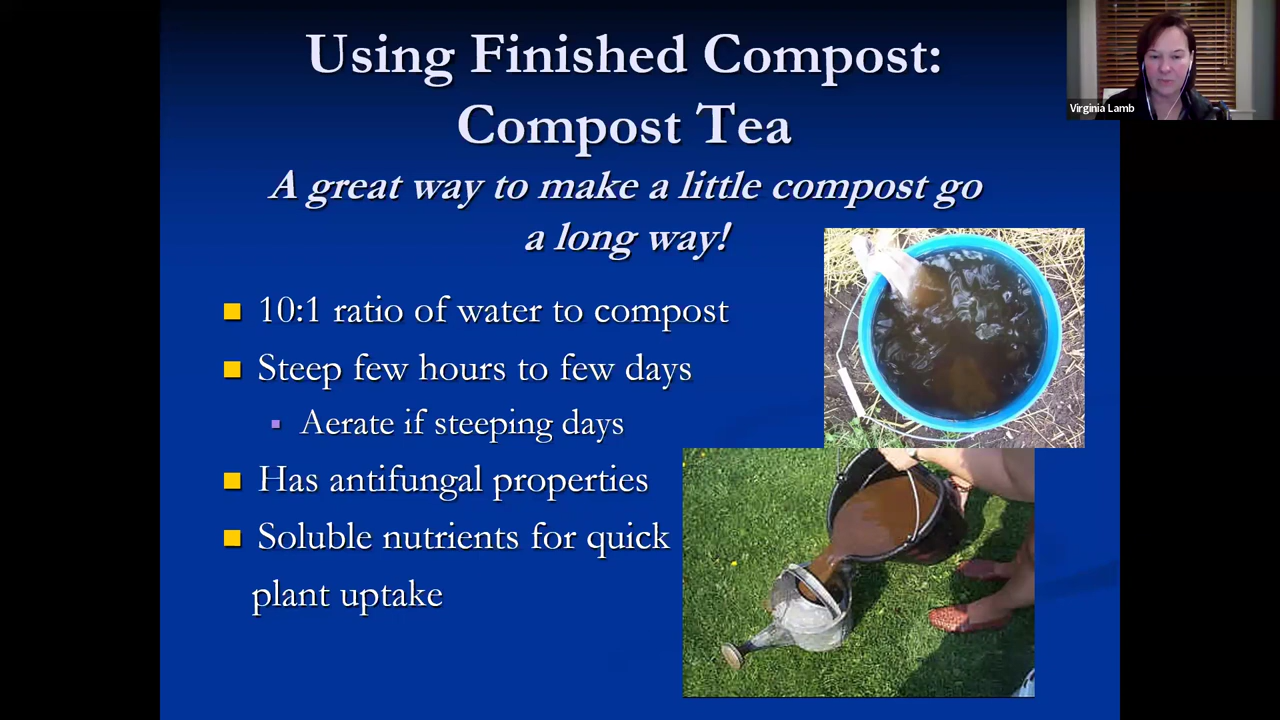 Using Finished Compost:
Compost Tea
A great way to make a little compost go
a long way!
10:1 ratio of water to compost
Steep few hours to few days
Aerate if steeping days
Has antifungal properties
Soluble nutrients for quick
plant uptake
Virginia Lamb